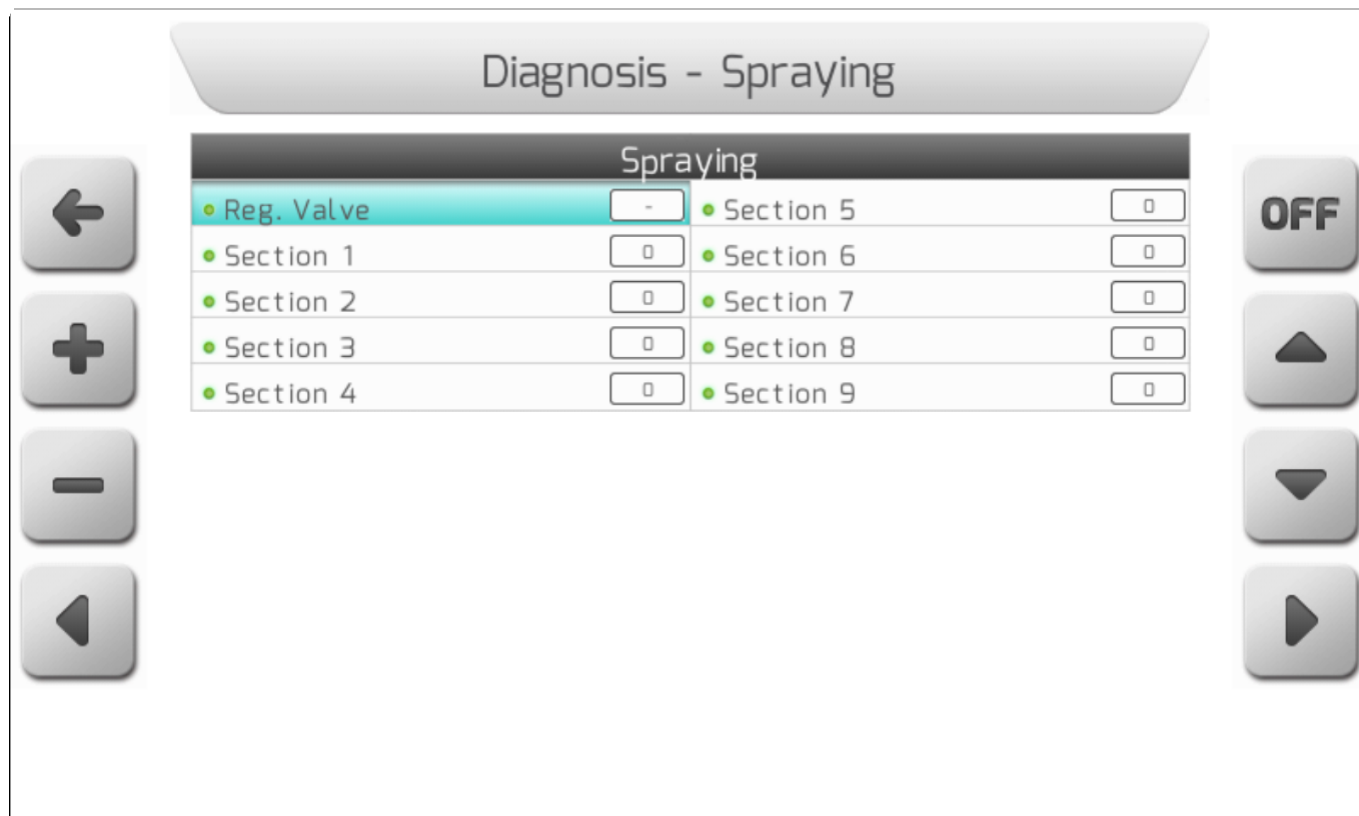 Diagnosis - Spraying
Spraying
Reg. Valve -
Section 1 0
Section 2 0
Section 3 0
Section 4 0
Section 5 0
Section 6 0
Section 7 0
Section 8 0
Section 9 0
OFF